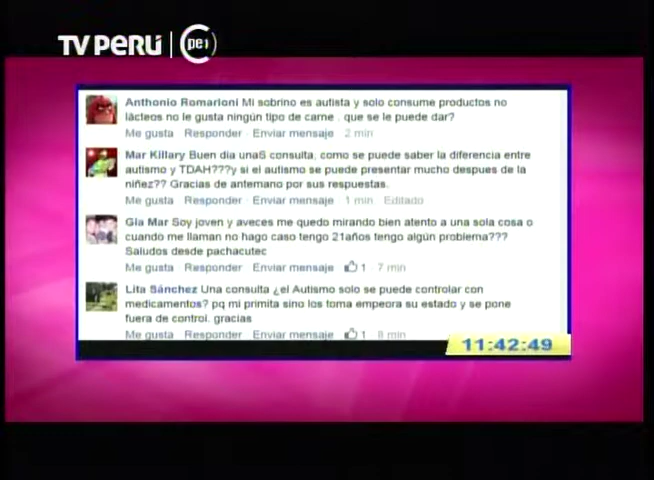 TV PERÚ | pe
Anthonio Romarioni Mi sobrino es autista y solo consume productos no
lácteos no le gusta ningún tipo de carne . que se le puede dar?
Me gusta Responder · Enviar mensaje · 2 min
Mar Killary Buen dia unaS consulta, como se puede saber la diferencia entre
autismo y TDAH???y si el autismo se puede presentar mucho despues de la
niñez?? Gracias de antemano por sus respuestas.
Me gusta Responder · Enviar mensaje · 1 min · Editado
Gia Mar Soy joven y aveces me quedo mirando bien atento a una sola cosa o
cuando me llaman no hago caso tengo 21años tengo algún problema???
Saludos desde pachacutec
Me gusta · Responder · Enviar mensaje · 1 · 7 min
Lita Sánchez Una consulta ¿el Autismo solo se puede controlar con
medicamentos? pq mi primita sino los toma empeora su estado y se pone
fuera de control. gracias
Me gusta · Responder · Enviar mensaje · 1 · 8 min
11:42:49